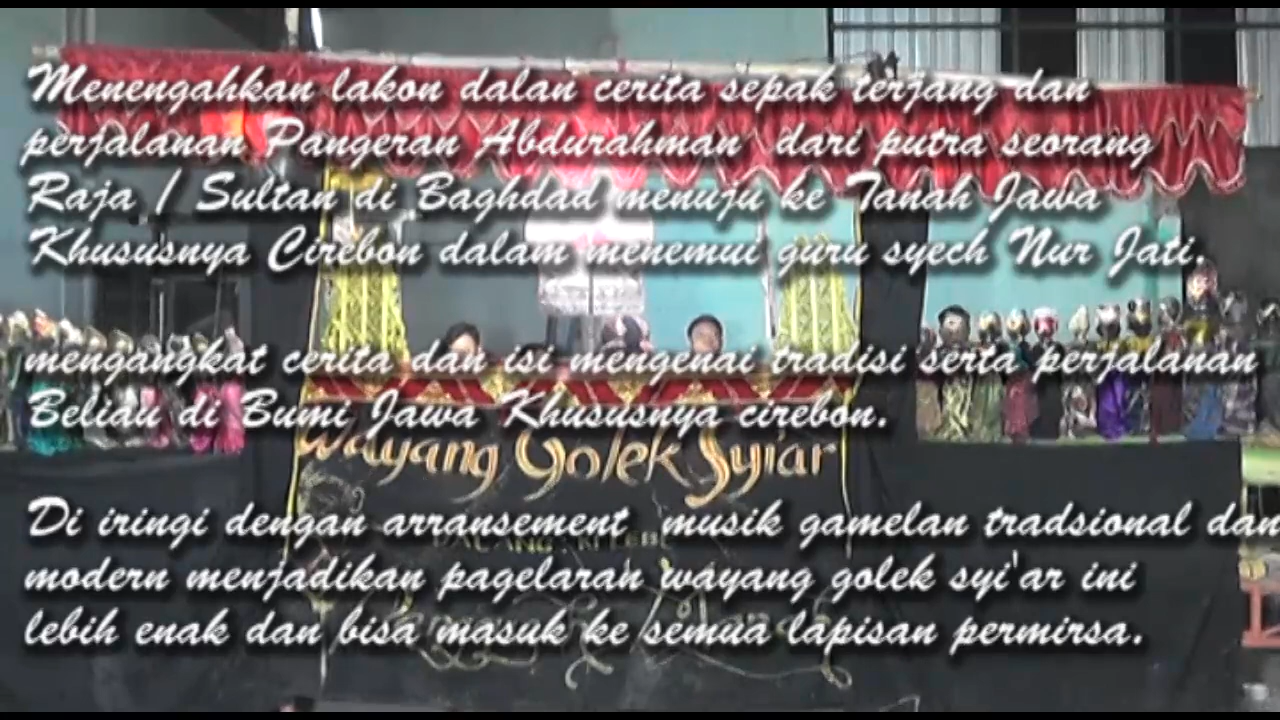 Menengahkan lakon dalan cerita sepak terjang dan
perjalanan Pangeran Abdurahman dari putra seorang
Raja / Sultan di Baghdad menuju ke Tanah Jawa
Khususnya Cirebon dalam menemui guru syech Nur Jati.
mengangkat cerita dan isi mengenai tradisi serta perjalanan
Beliau di Bumi Jawa Khususnya cirebon.
Wayang Golek Syi'ar
Di iringi dengan arransement musik gamelan tradsional dan
DALANG
modern menjadikan pagelaran wayang golek syi'ar ini
lebih enak dan bisa masuk ke semua lapisan permirsa.